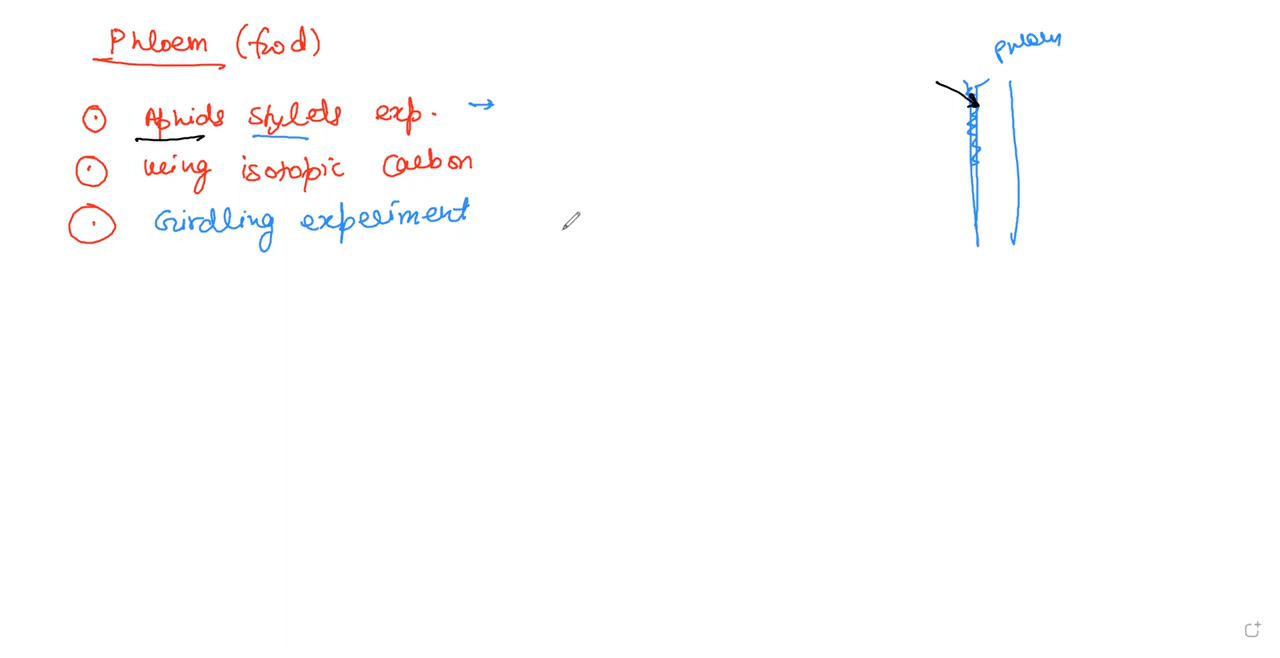 Phloem (food)
phloem
Aphids stylets exp. →
using isotopic carbon
Girdling experiment